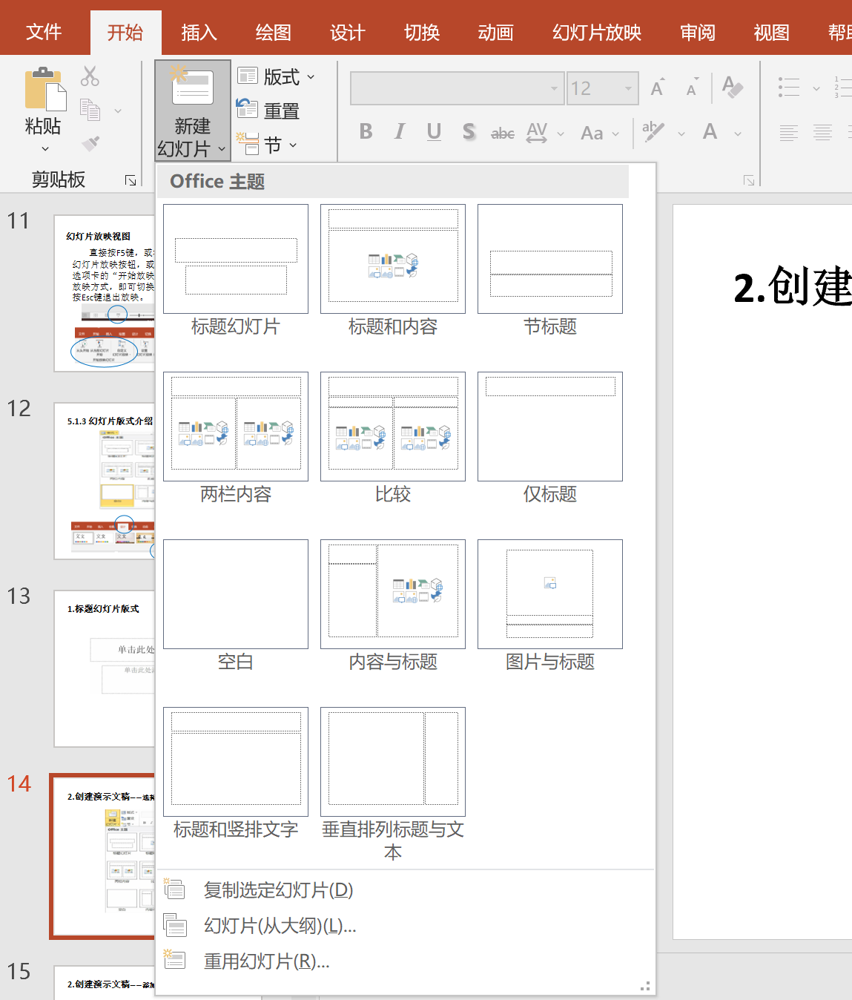 文件 开始 插入 绘图 设计 切换 动画 幻灯片放映 审阅 视图
粘贴
剪贴板
新建
幻灯片
版式
重置
节
12
B I U S abc AV Aa ab A
Office 主题
标题幻灯片 标题和内容 节标题
两栏内容 比较 仅标题
空白 内容与标题 图片与标题
标题和竖排文字 垂直排列标题与文
本
复制选定幻灯片(D)
幻灯片(从大纲)(L)...
重用幻灯片(R)...
11
幻灯片放映视图
直接按F5键，或
幻灯片放映按钮，或
选项卡的“开始放映
放映方式，即可切换
按Esc键退出放映。
12
5.1.3 幻灯片版式介绍
13
1.标题幻灯片版式
单击此处
单击此处
14
2.创建演示文稿——选择
15
2.创建演示文稿——添加
2.创建